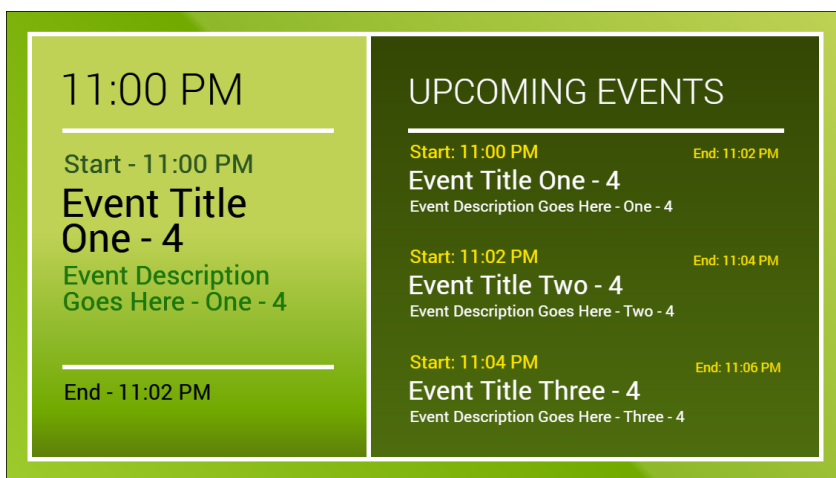 11:00 PM
Start - 11:00 PM
Event Title
One - 4
Event Description
Goes Here - One - 4
End - 11:02 PM
UPCOMING EVENTS
Start: 11:00 PM
End: 11:02 PM
Event Title One - 4
Event Description Goes Here - One - 4
Start: 11:02 PM
End: 11:04 PM
Event Title Two - 4
Event Description Goes Here - Two - 4
Start: 11:04 PM
End: 11:06 PM
Event Title Three - 4
Event Description Goes Here - Three - 4